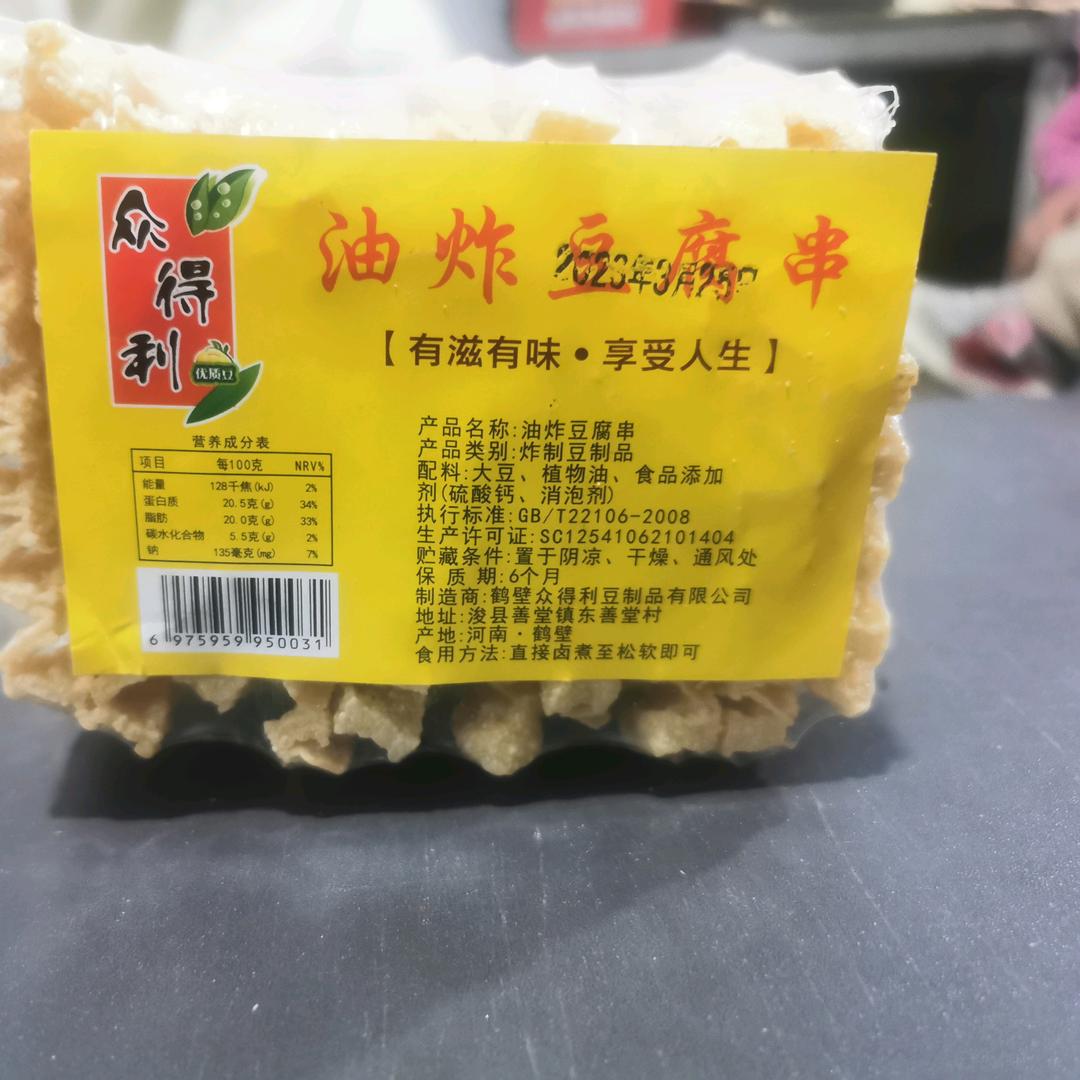 众
得
利
优质豆
油炸豆腐串
2023年3月25日
【有滋有味•享受人生】
营养成分表
项目 每100克 NRV%
能量 128千焦(kJ) 2%
蛋白质 20.5克(g) 34%
脂肪 20.0克(g) 33%
碳水化合物 5.5克(g) 2%
钠 135毫克(mg) 7%
6 975959 950031
产品名称:油炸豆腐串
产品类别:炸制豆制品
配料:大豆、植物油、食品添加
剂(硫酸钙、消泡剂)
执行标准:GB/T22106-2008
生产许可证:SC12541062101404
贮藏条件:置于阴凉、干燥、通风处
保 质 期:6个月
制造商:鹤壁众得利豆制品有限公司
地址:浚县善堂镇东善堂村
产地:河南·鹤壁
食用方法:直接卤煮至松软即可